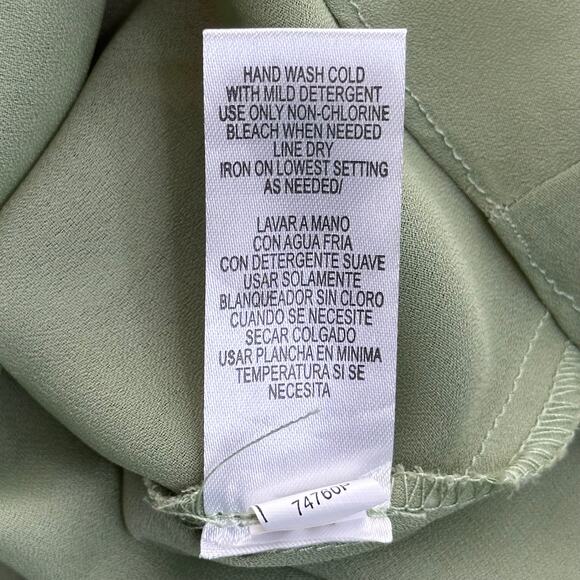 HAND WASH COLD
WITH MILD DETERGENT
USE ONLY NON-CHLORINE
BLEACH WHEN NEEDED
LINE DRY
IRON ON LOWEST SETTING
AS NEEDED/
LAVAR A MANO
CON AGUA FRIA
CON DETERGENTE SUAVE
USAR SOLAMENTE
BLANQUEADOR SIN CLORO
CUANDO SE NECESITE
SECAR COLGADO
USAR PLANCHA EN MINIMA
TEMPERATURA SI SE
NECESITA